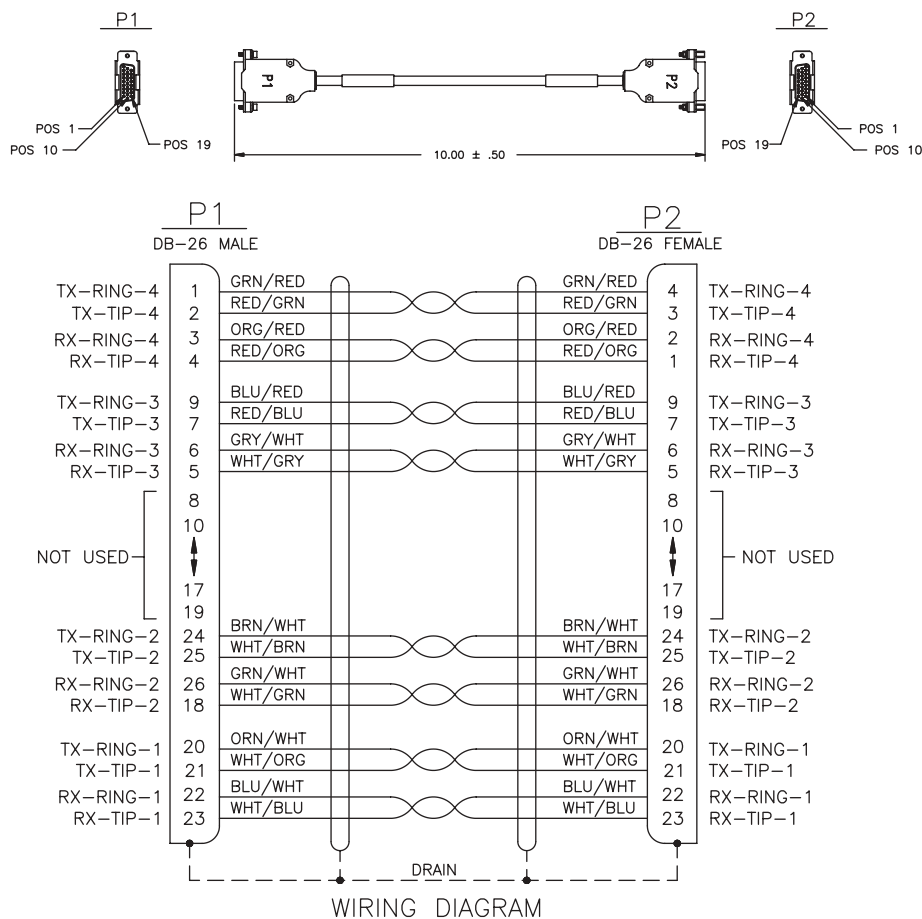 P1
P2
P1
P2
POS 1
POS 10
POS 19
POS 19
POS 1
POS 10
10.00 ± .50
P1
DB-26 MALE
P2
DB-26 FEMALE
TX-RING-4 1 GRN/RED GRN/RED 4 TX-RING-4
TX-TIP-4 2 RED/GRN RED/GRN 3 TX-TIP-4
RX-RING-4 3 ORG/RED ORG/RED 2 RX-RING-4
RX-TIP-4 4 RED/ORG RED/ORG 1 RX-TIP-4
TX-RING-3 9 BLU/RED BLU/RED 9 TX-RING-3
TX-TIP-3 7 RED/BLU RED/BLU 7 TX-TIP-3
RX-RING-3 6 GRY/WHT GRY/WHT 6 RX-RING-3
RX-TIP-3 5 WHT/GRY WHT/GRY 5 RX-TIP-3
8 8
10 10
NOT USED NOT USED
17 17
19 19
TX-RING-2 24 BRN/WHT BRN/WHT 24 TX-RING-2
TX-TIP-2 25 WHT/BRN WHT/BRN 25 TX-TIP-2
RX-RING-2 26 GRN/WHT GRN/WHT 26 RX-RING-2
RX-TIP-2 18 WHT/GRN WHT/GRN 18 RX-TIP-2
TX-RING-1 20 ORN/WHT ORN/WHT 20 TX-RING-1
TX-TIP-1 21 WHT/ORG WHT/ORG 21 TX-TIP-1
RX-RING-1 22 BLU/WHT BLU/WHT 22 RX-RING-1
RX-TIP-1 23 WHT/BLU WHT/BLU 23 RX-TIP-1
DRAIN
WIRING DIAGRAM